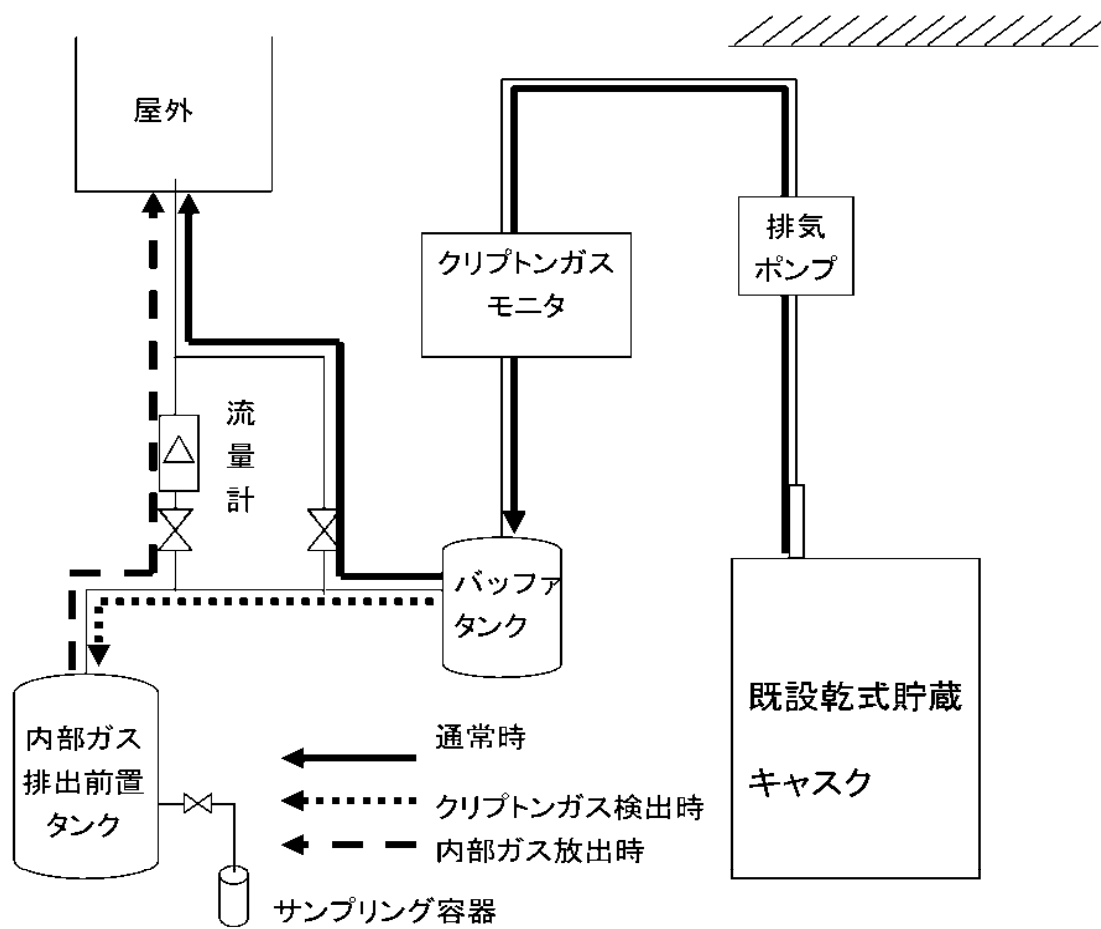 屋外
排気
ポンプ
クリプトンガス
モニタ
流
量
計
バッファ
タンク
内部ガス
排出前置
タンク
既設乾式貯蔵
キャスク
通常時
クリプトンガス検出時
内部ガス放出時
サンプリング容器